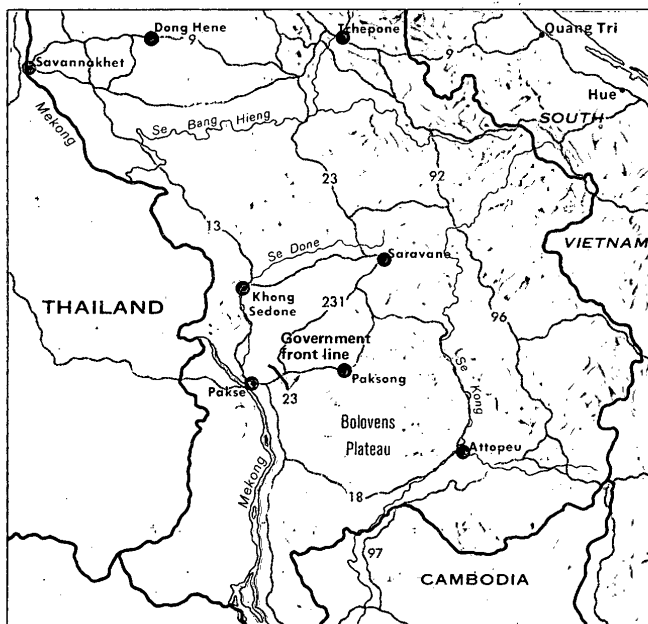 Dong Hene
9
Tchepone
Quang Tri
Savannakhet
9
Hue
Mekong
Se Bang Hieng
SOUTH
23
92
13
Se Done
VIETNAM
Saravane
THAILAND
Khong
Sedone
231
96
Government
front line
Se Kong
Pakse
23
Paksong
Bolovens
Plateau
Attopeu
Mekong
18
97
CAMBODIA